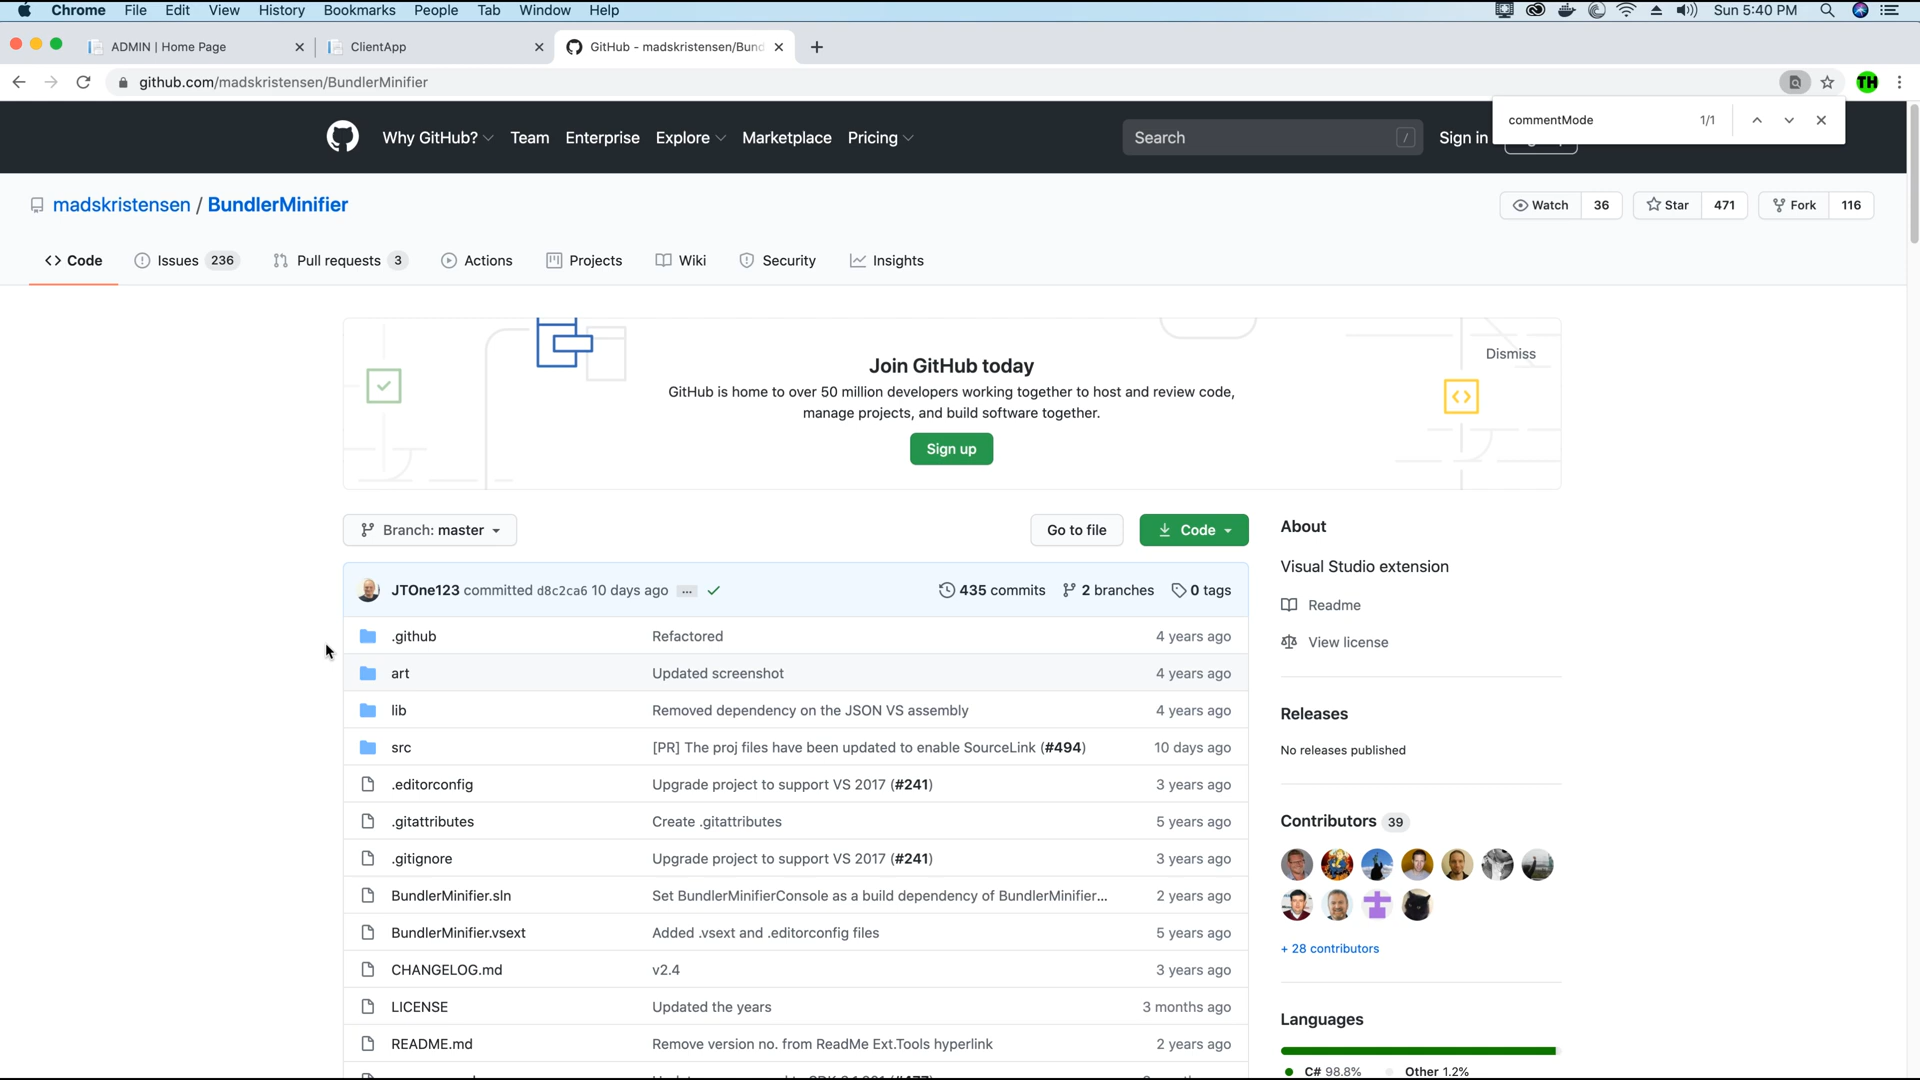 Chrome File Edit View History Bookmarks People Tab Window Help Sun 5:40 PM
ADMIN | Home Page ClientApp GitHub - madskristensen/Bund
github.com/madskristensen/BundlerMinifier TH
commentMode 1/1
Why GitHub? Team Enterprise Explore Marketplace Pricing Search / Sign in
madskristensen / BundlerMinifier Watch 36 Star 471 Fork 116
Code Issues 236 Pull requests 3 Actions Projects Wiki Security Insights
Join GitHub today
Dismiss
GitHub is home to over 50 million developers working together to host and review code,
manage projects, and build software together.
Sign up
Branch: master Go to file Code
JTOne123 committed d8c2ca6 10 days ago ... 435 commits 2 branches 0 tags
.github Refactored 4 years ago
art Updated screenshot 4 years ago
lib Removed dependency on the JSON VS assembly 4 years ago
src [PR] The proj files have been updated to enable SourceLink (#494) 10 days ago
.editorconfig Upgrade project to support VS 2017 (#241) 3 years ago
.gitattributes Create .gitattributes 5 years ago
.gitignore Upgrade project to support VS 2017 (#241) 3 years ago
BundlerMinifier.sln Set BundlerMinifierConsole as a build dependency of BundlerMinifier... 2 years ago
BundlerMinifier.vsext Added .vsext and .editorconfig files 5 years ago
CHANGELOG.md v2.4 3 years ago
LICENSE Updated the years 3 months ago
README.md Remove version no. from ReadMe Ext.Tools hyperlink 2 years ago
About
Visual Studio extension
Readme
View license
Releases
No releases published
Contributors 39
+ 28 contributors
Languages
C# 98.8% Other 1.2%